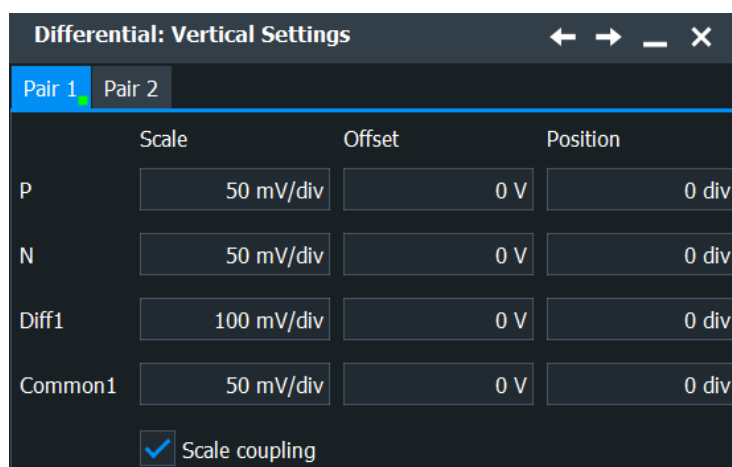 Differential: Vertical Settings
Pair 1 Pair 2
Scale Offset Position
P 50 mV/div 0 V 0 div
N 50 mV/div 0 V 0 div
Diff1 100 mV/div 0 V 0 div
Common1 50 mV/div 0 V 0 div
Scale coupling